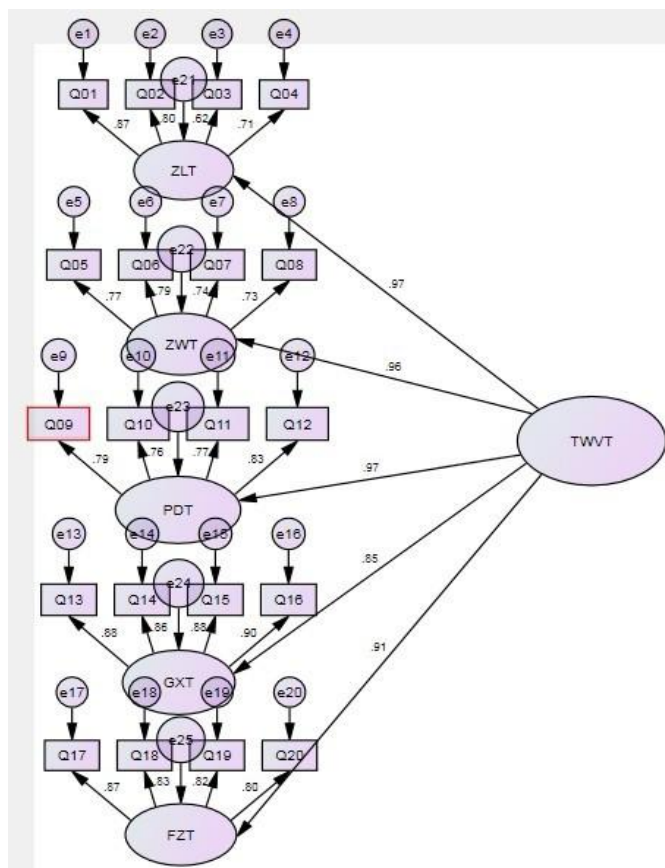 e1 e2 e3 e4
e21
Q01 Q02 Q03 Q04
.87 .80 .62 .71
ZLT
e5 e6 e7 e8
e22
Q05 Q06 Q07 Q08
.77 .79 .74 .73
.97
ZWT
e9 e10 e11 e12
.96
e23
Q09 Q10 Q11 Q12
TWVT
.79 .76 .77 .83
.97
PDT
e13 e14 e15 e16
e24
.85
Q13 Q14 Q15 Q16
.88 .86 .88 .90
.91
GXT
e17 e18 e19 e20
e25
Q17 Q18 Q19 Q20
.87 .83 .82 .80
FZT